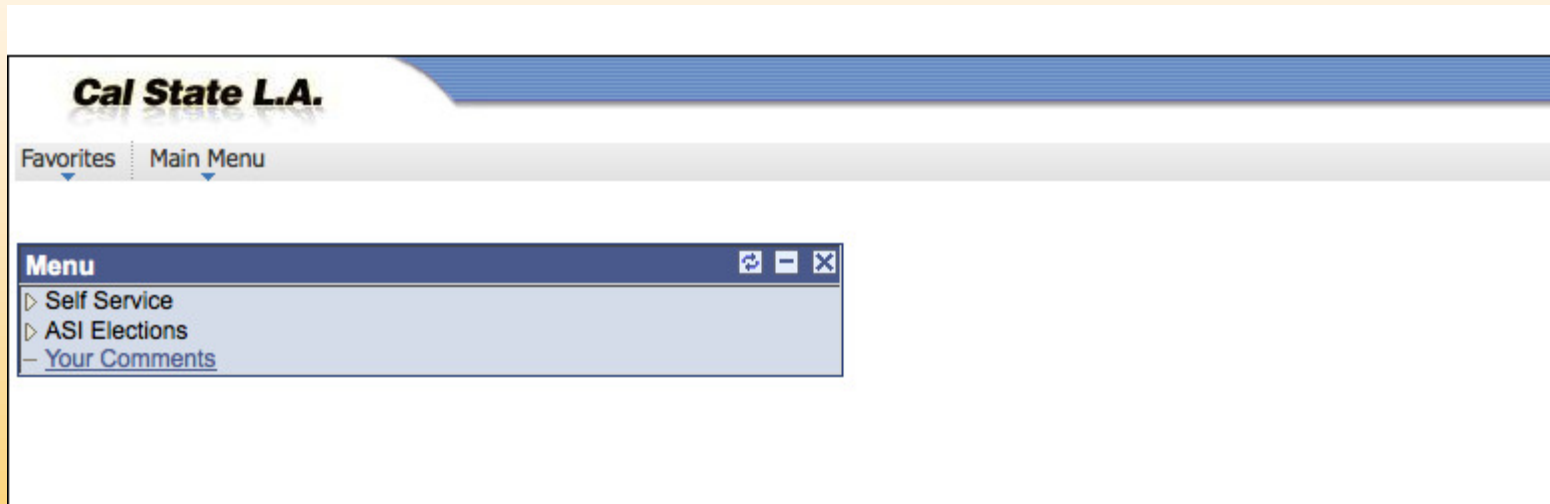 Cal State L.A.
Favorites Main Menu
Menu
Self Service
ASI Elections
Your Comments